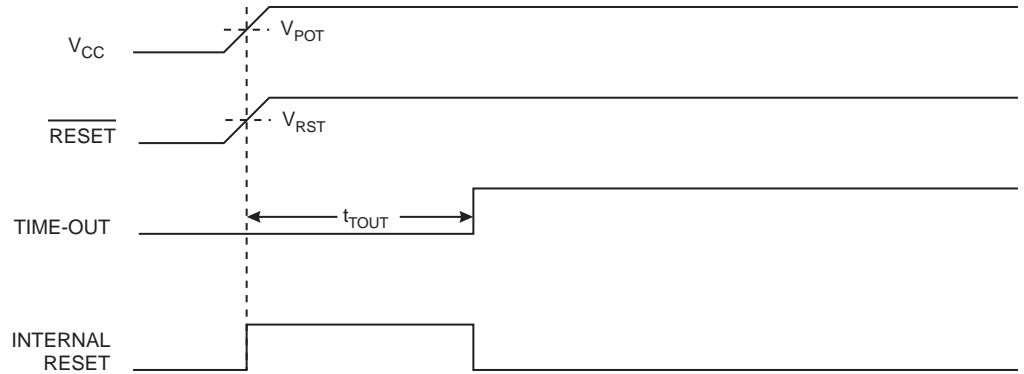 V_CC
V_POT
RESET
V_RST
TIME-OUT
t_TOUT
INTERNAL
RESET